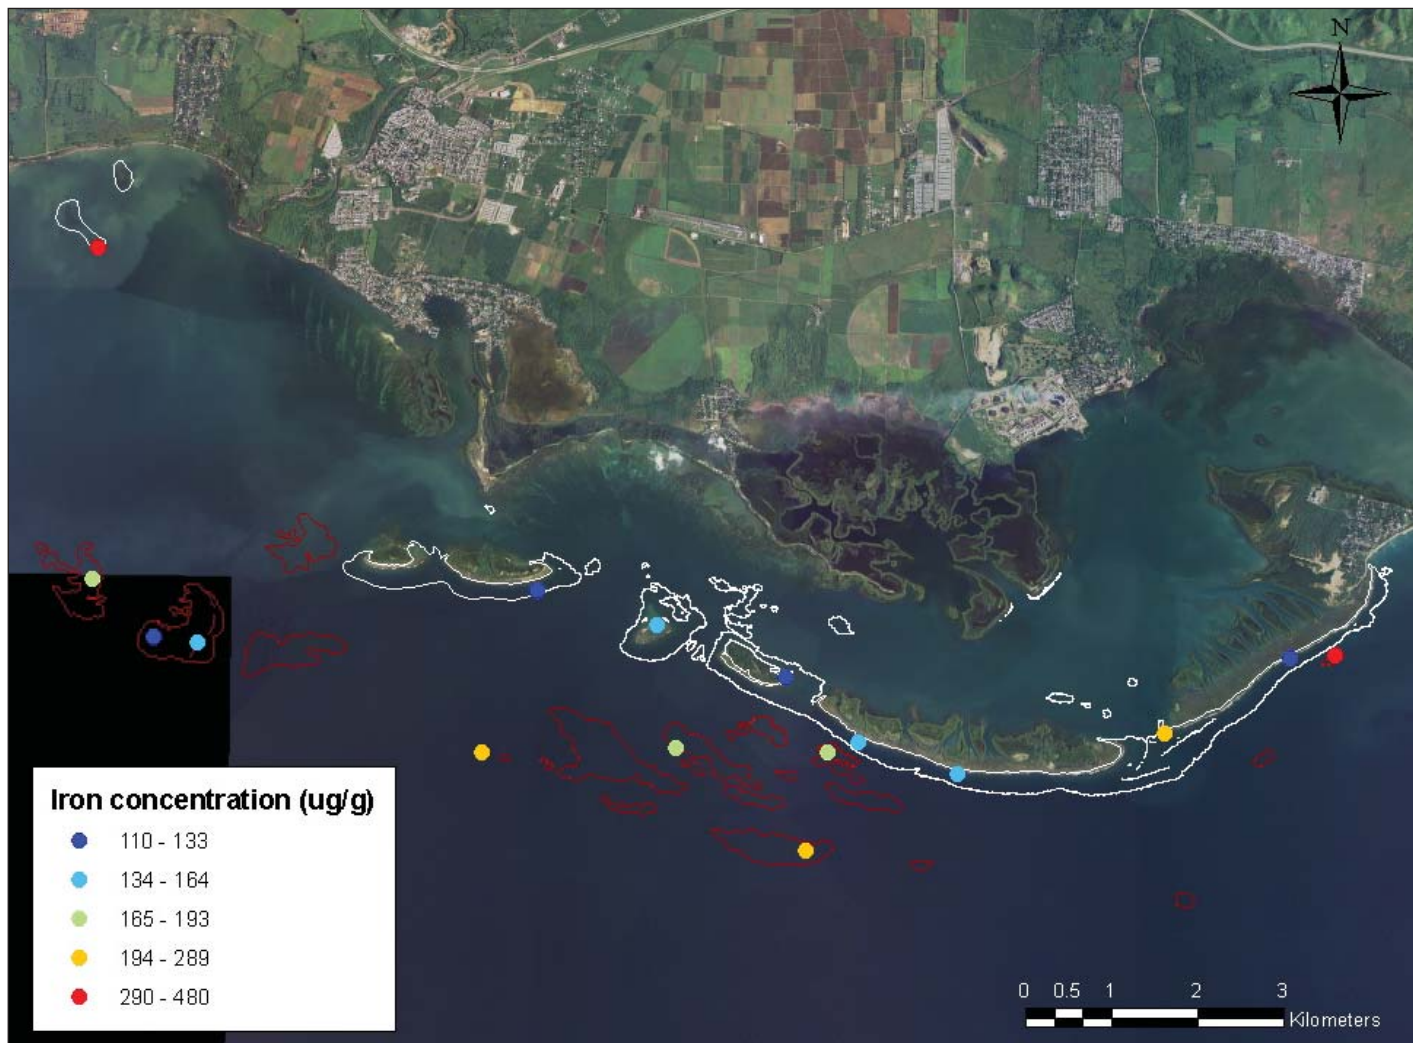 N
Iron concentration (ug/g)
110 - 133
134 - 164
165 - 193
194 - 289
290 - 480
0 0.5 1 2 3
Kilometers